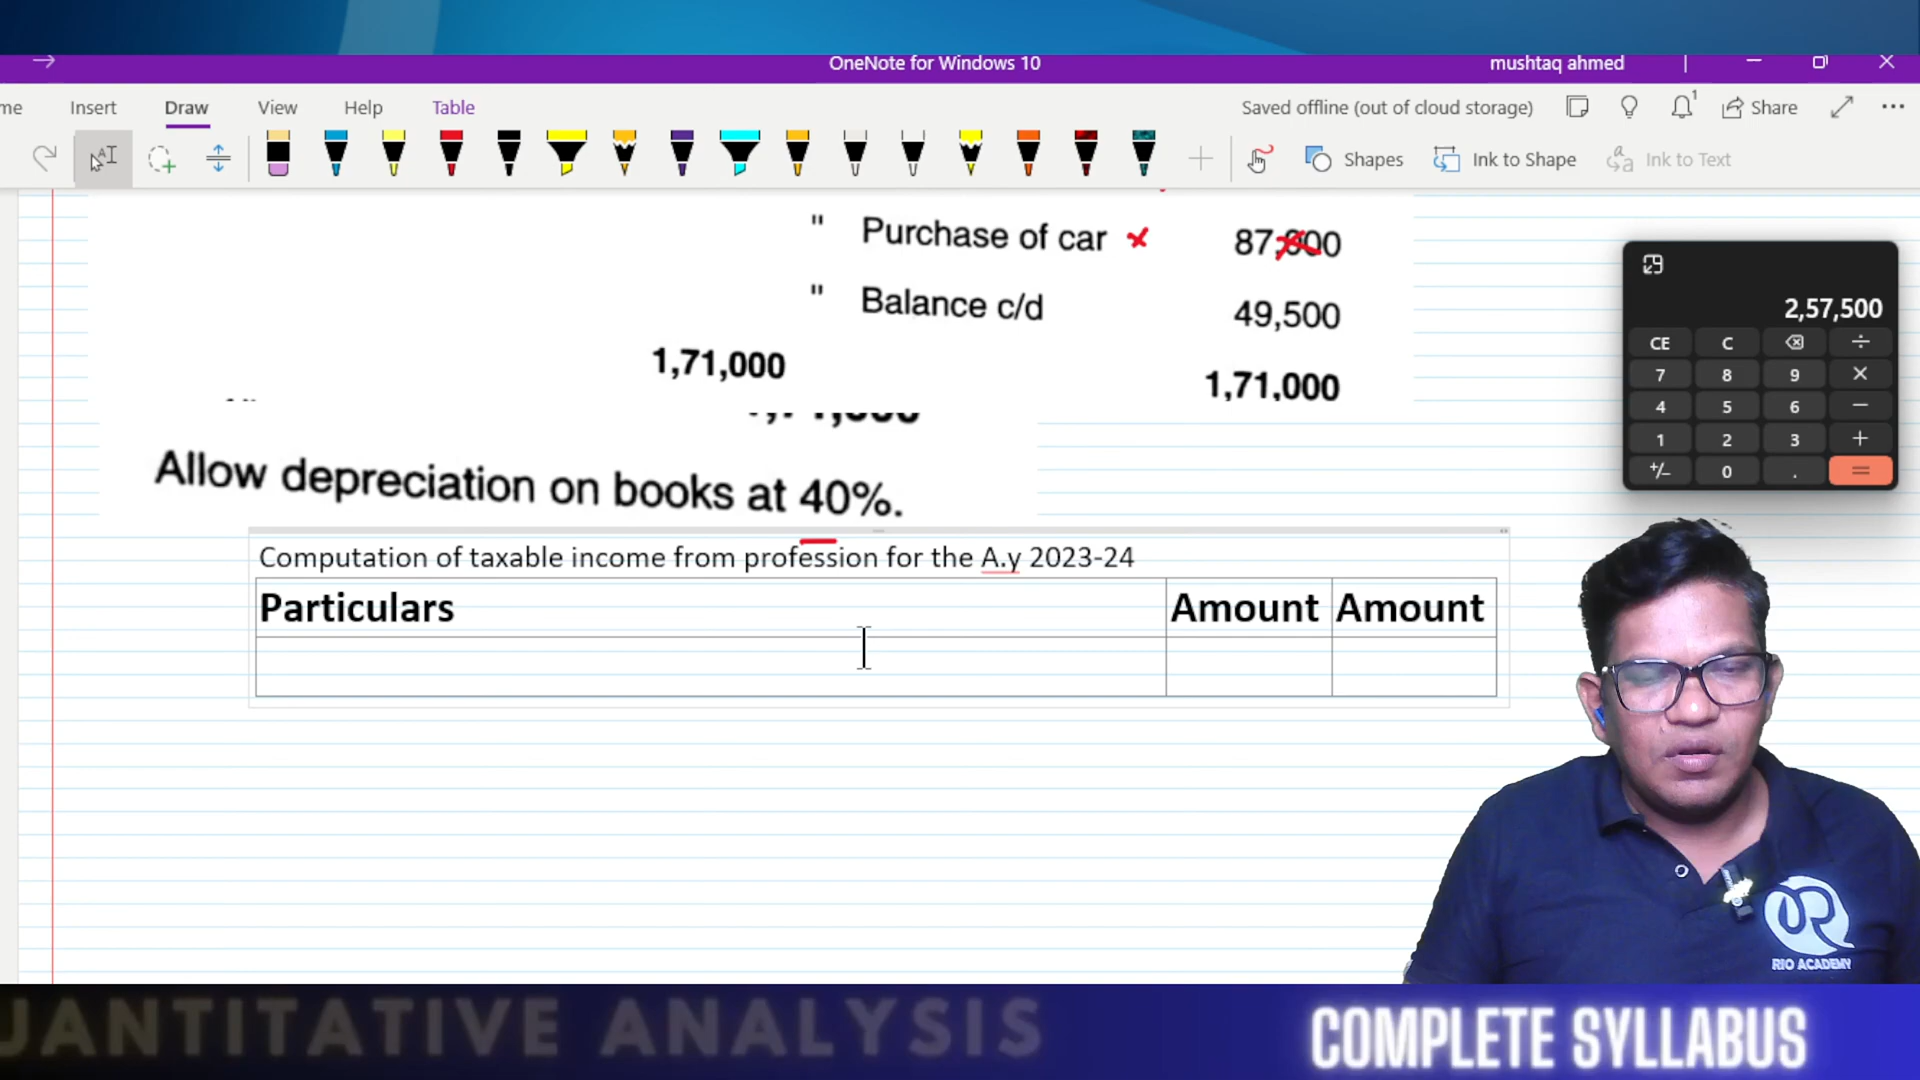 OneNote for Windows 10
mushtaq ahmed
me Insert Draw View Help Table
Saved offline (out of cloud storage) 1 Share
Shapes Ink to Shape Ink to Text
" Purchase of car 87,000
" Balance c/d 49,500
1,71,000 1,71,000
Allow depreciation on books at 40%.
Computation of taxable income from profession for the A.y 2023-24
Particulars Amount Amount
2,57,500
CE C ÷
7 8 9 ×
4 5 6 −
1 2 3 +
+/− 0 . =
RIO ACADEMY
UANTITATIVE ANALYSIS
COMPLETE SYLLABUS